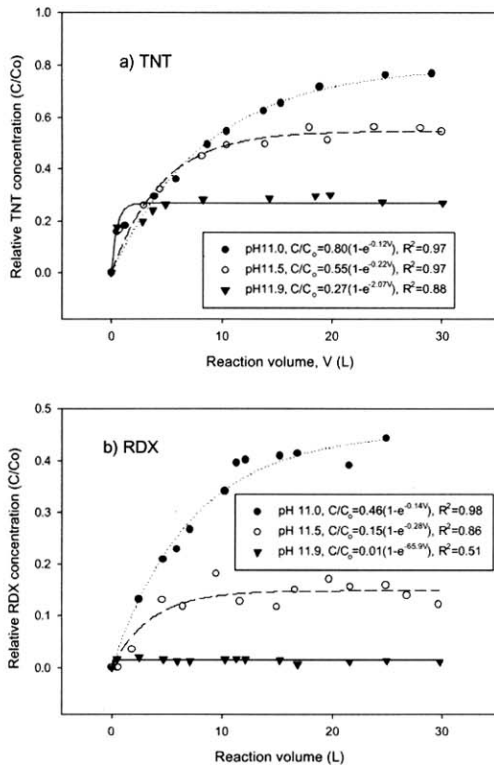 a) TNT
Relative TNT concentration (C/Co)
1.0
0.8
0.6
0.4
0.2
0.0
pH11.0, C/C₀=0.80(1-e^-0.12V), R²=0.97
pH11.5, C/C₀=0.55(1-e^-0.22V), R²=0.97
pH11.9, C/C₀=0.27(1-e^-2.07V), R²=0.88
0 10 20 30
Reaction volume, V (L)
b) RDX
Relative RDX concentration (C/Co)
0.5
0.4
0.3
0.2
0.1
0.0
pH 11.0, C/C₀=0.46(1-e^-0.14V), R²=0.98
pH 11.5, C/C₀=0.15(1-e^-0.28V), R²=0.86
pH 11.9, C/C₀=0.01(1-e^-65.9V), R²=0.51
0 10 20 30
Reaction volume (L)